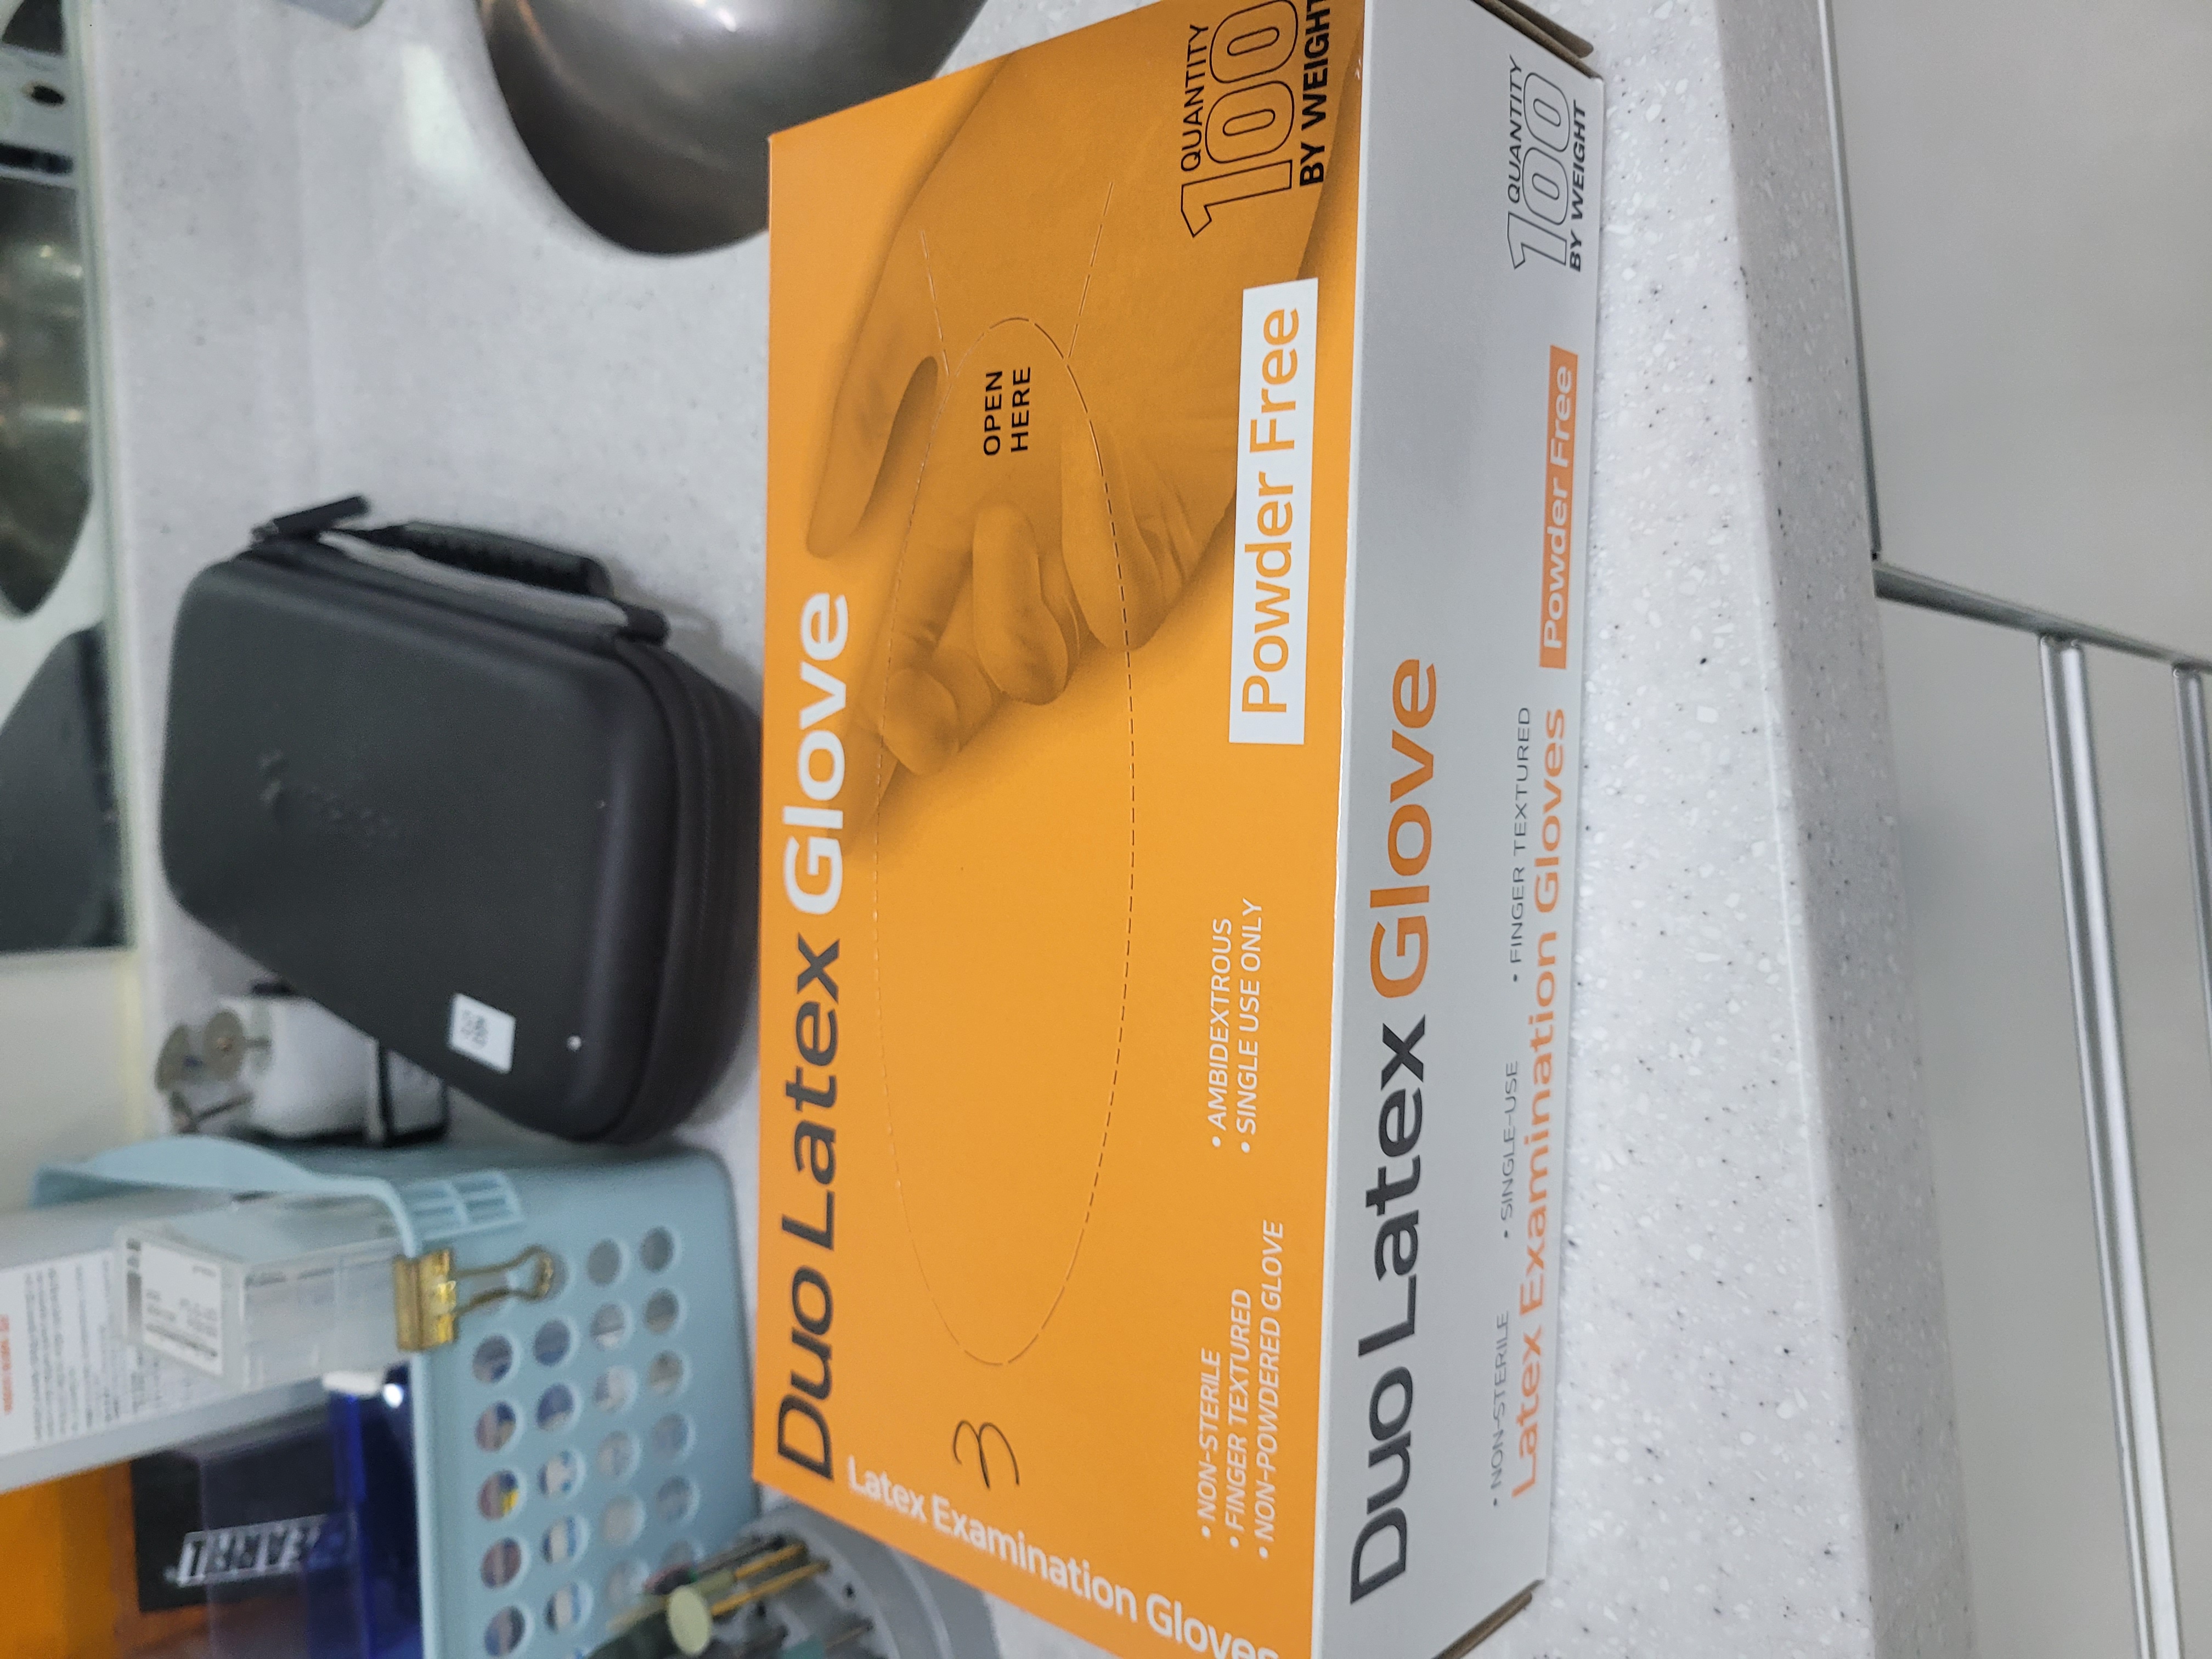 Duo Latex Glove
Latex Examination Gloves
3
OPEN
HERE
• NON-STERILE
• FINGER TEXTURED
• NON-POWDERED GLOVE
• AMBIDEXTROUS
• SINGLE USE ONLY
Powder Free
QUANTITY
100
BY WEIGHT
Duo Latex Glove
• NON-STERILE • SINGLE-USE • FINGER TEXTURED
Latex Examination Gloves Powder Free
QUANTITY
100
BY WEIGHT